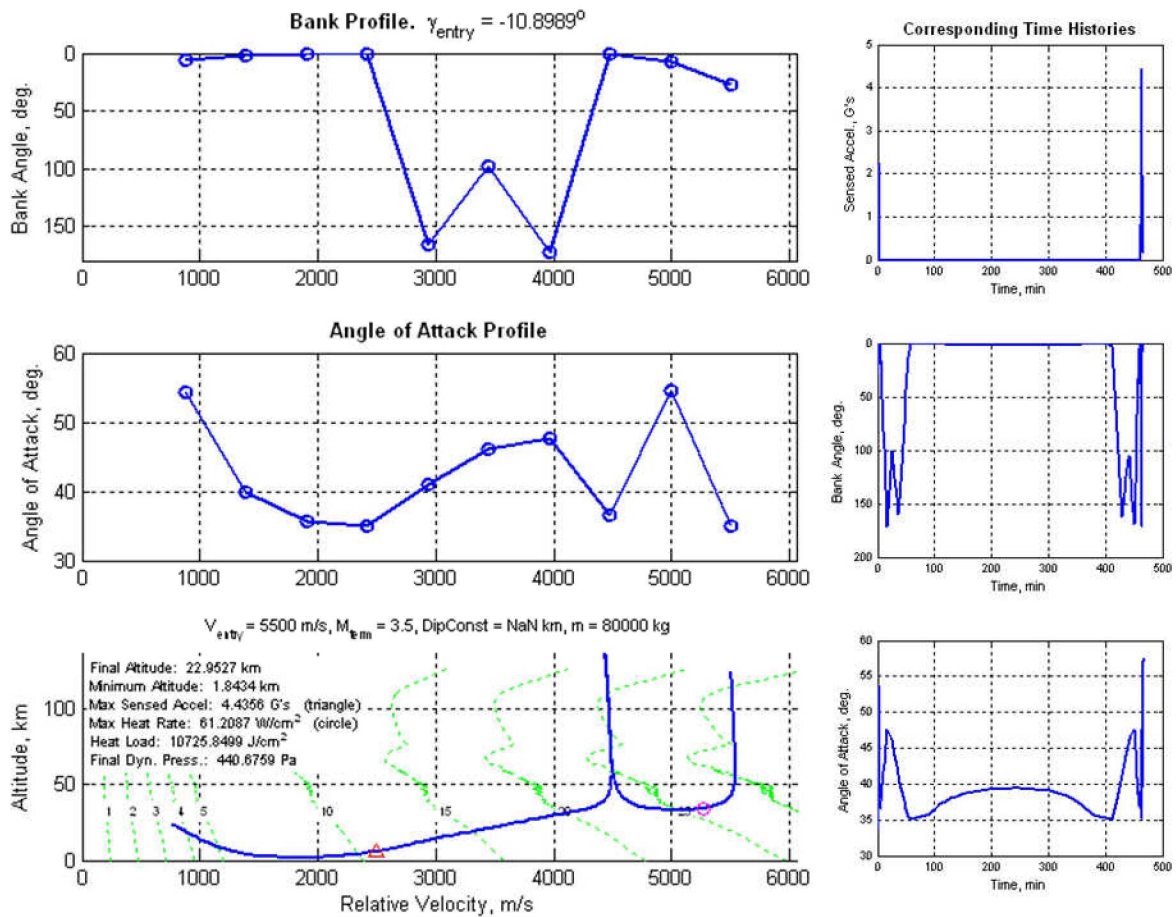 Bank Profile. γentry = -10.8989o
0
50
100
150
Bank Angle, deg.
0 1000 2000 3000 4000 5000 6000
Angle of Attack Profile
60
50
40
30
Angle of Attack, deg.
0 1000 2000 3000 4000 5000 6000
Ventry = 5500 m/s, Mterm = 3.5, DipConst = NaN km, m = 80000 kg
Final Altitude: 22.9527 km
Minimum Altitude: 1.8434 km
Max Sensed Accel: 4.4356 G's (triangle)
Max Heat Rate: 61.2087 W/cm2 (circle)
Heat Load: 10725.8499 J/cm2
Final Dyn. Press.: 440.6759 Pa
100
50
0
Altitude, km
1 2 3 4 5 10 15 20
0 1000 2000 3000 4000 5000 6000
Relative Velocity, m/s
Corresponding Time Histories
5
4
3
2
1
0
Sensed Accel., G's
0 100 200 300 400 500
Time, min
0
50
100
150
200
Bank Angle, deg.
0 100 200 300 400 500
Time, min
60
55
50
45
40
35
30
Angle of Attack, deg.
0 100 200 300 400 500
Time, min